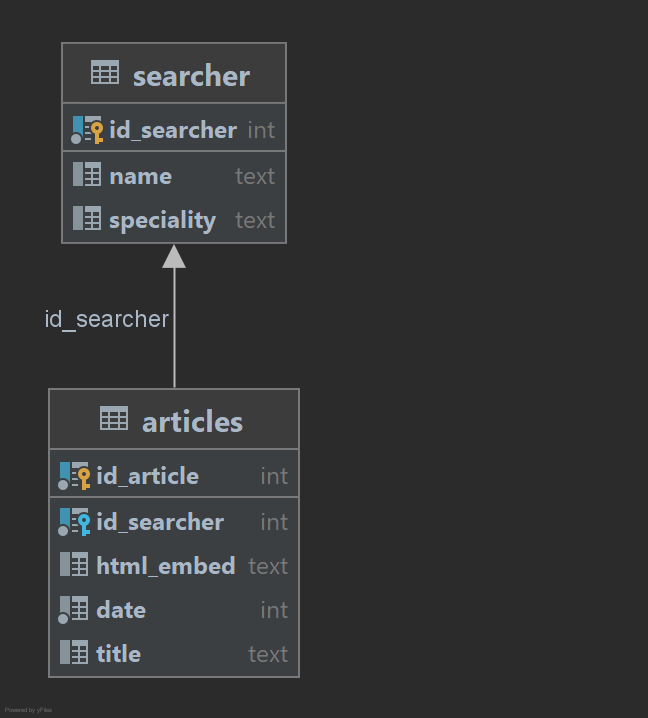 searcher
id_searcher int
name text
speciality text
id_searcher
articles
id_article int
id_searcher int
html_embed text
date int
title text
Powered by yFiles